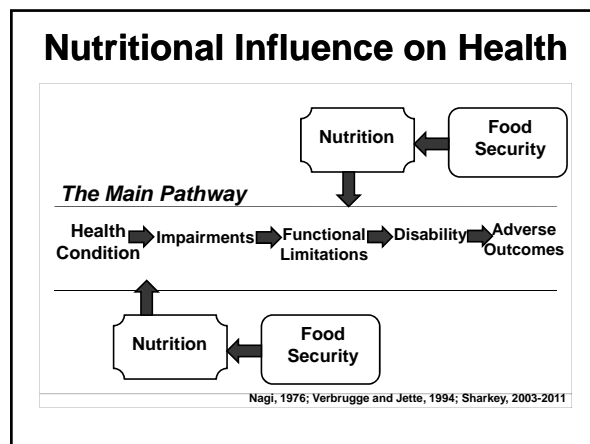 Nutritional Influence on Health
Nutrition
Food
Security
The Main Pathway
Health
Condition
Impairments
Functional
Limitations
Disability
Adverse
Outcomes
Nutrition
Food
Security
Nagi, 1976; Verbrugge and Jette, 1994; Sharkey, 2003-2011